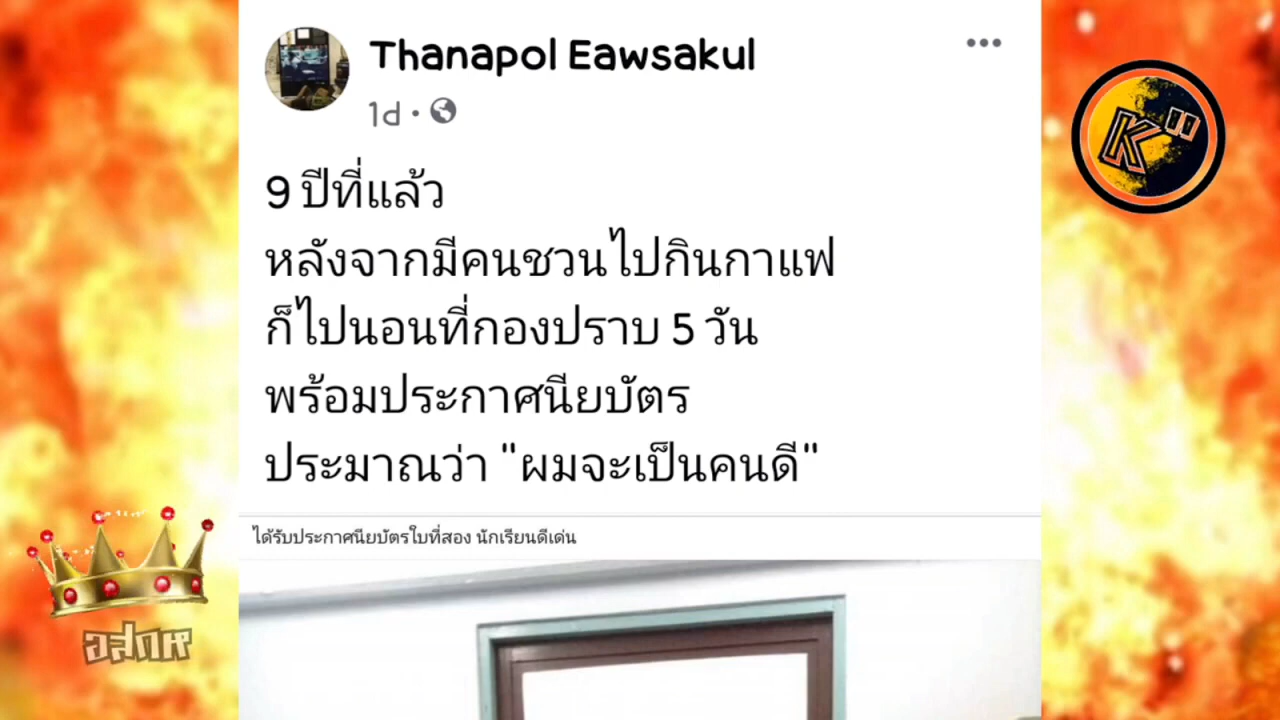 Thanapol Eawsakul
1d
9 ปีที่แล้ว
หลังจากมีคนชวนไปกินกาแฟ
ก็ไปนอนที่กองปราบ 5 วัน
พร้อมประกาศนียบัตร
ประมาณว่า "ผมจะเป็นคนดี"
ได้รับประกาศนียบัตรใบที่สอง นักเรียนดีเด่น
K"
อสกห